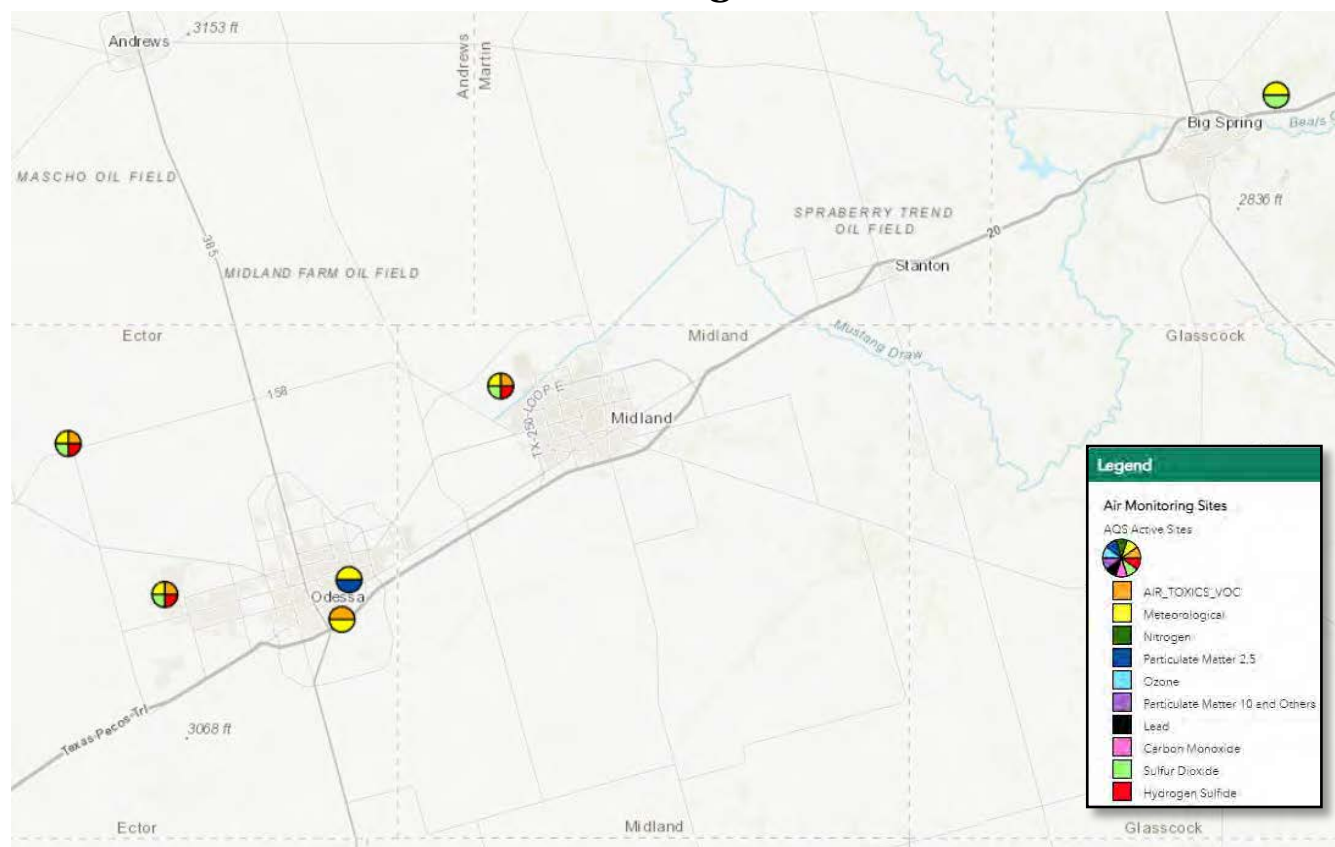 Andrews
3153 ft
Andrews
Martin
Big Spring
MASCHO OIL FIELD
2836 ft
SPRABERRY TREND
OIL FIELD
385
20
MIDLAND FARM OIL FIELD
Stanton
Ector
Midland
Mustang Draw
Glasscock
158
TX-250-LOOP E
Midland
Odessa
Texas-Pecos-Trl
3068 ft
Ector
Midland
Glasscock
Legend
Air Monitoring Sites
AQS Active Sites
AIR_TOXICS_VOC
Meteorological
Nitrogen
Particulate Matter 2.5
Ozone
Particulate Matter 10 and Others
Lead
Carbon Monoxide
Sulfur Dioxide
Hydrogen Sulfide